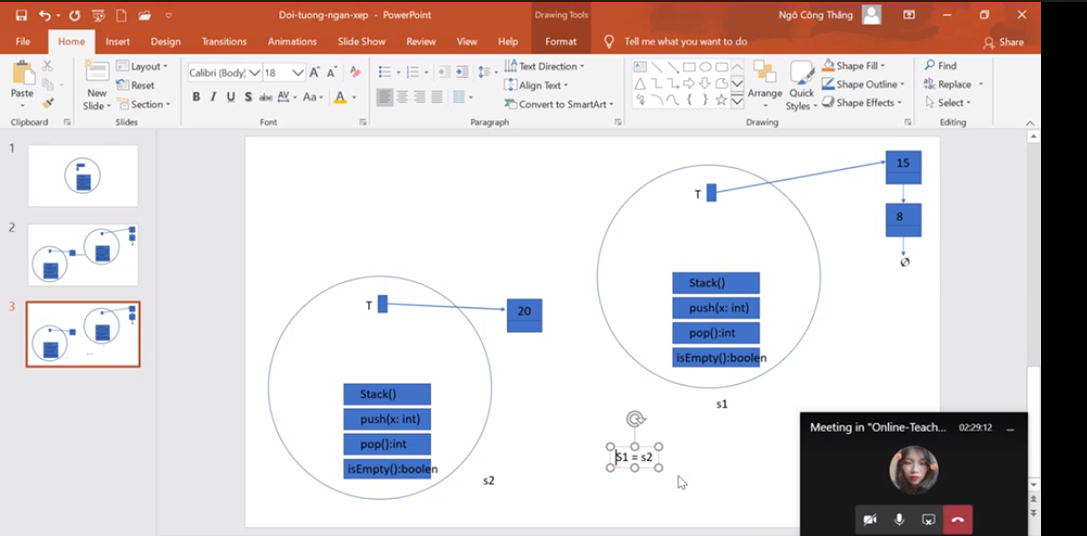 Doi-tuong-ngan-xep - PowerPoint
Drawing Tools
Ngô Công Thắng
File Home Insert Design Transitions Animations Slide Show Review View Help Format Tell me what you want to do Share
Paste
Clipboard
New Slide
Layout
Reset
Section
Slides
Calibri (Body) 18
B I U S abc AV Aa A
Font
Text Direction
Align Text
Convert to SmartArt
Paragraph
Arrange
Quick Styles
Shape Fill
Shape Outline
Shape Effects
Drawing
Find
Replace
Select
Editing
1
2
3
T
15
8
∅
Stack()
push(x: int)
pop():int
isEmpty():boolen
s1
T
20
Stack()
push(x: int)
pop():int
isEmpty():boolen
s2
S1 = s2
Meeting in "Online-Teach... 02:29:12